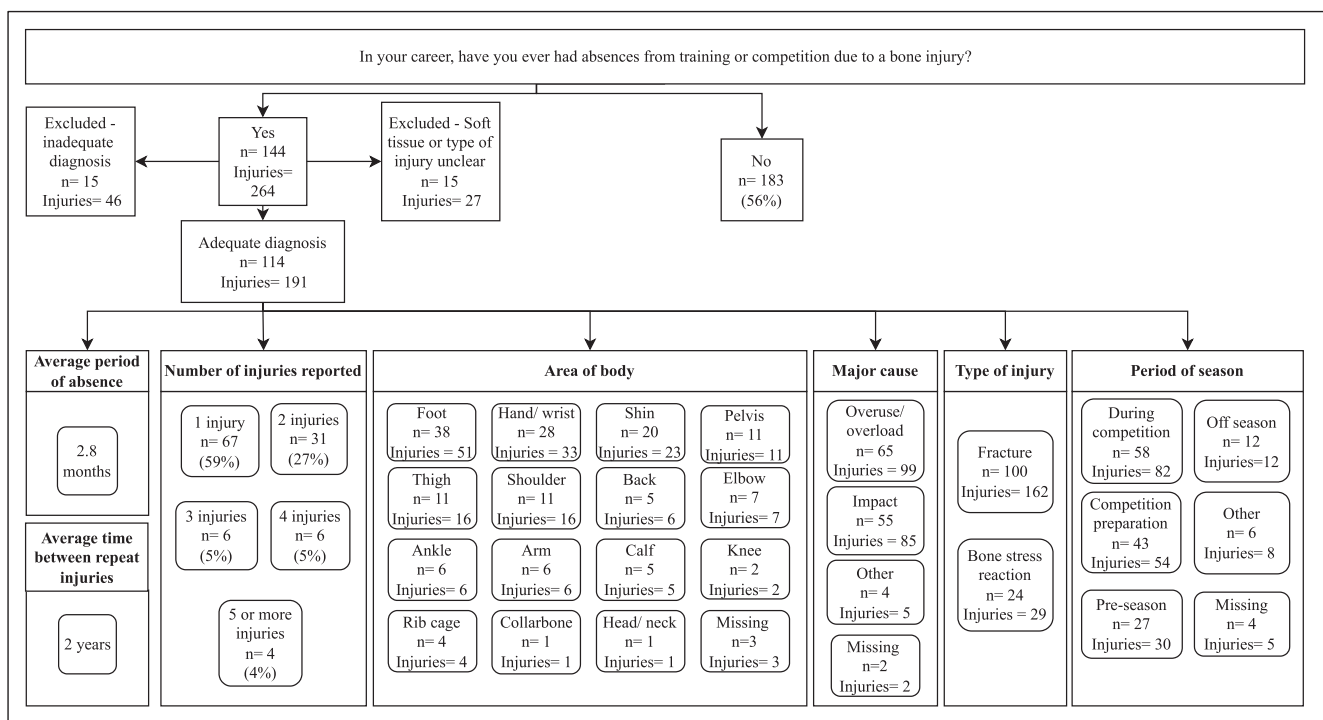 In your career, have you ever had absences from training or competition due to a bone injury?
Excluded -
inadequate
diagnosis
n= 15
Injuries= 46
Yes
n= 144
Injuries=
264
Excluded - Soft
tissue or type of
injury unclear
n= 15
Injuries= 27
No
n= 183
(56%)
Adequate diagnosis
n= 114
Injuries= 191
Average period
of absence
2.8
months
Average time
between repeat
injuries
2 years
Number of injuries reported
1 injury
n= 67
(59%)
2 injuries
n= 31
(27%)
3 injuries
n= 6
(5%)
4 injuries
n= 6
(5%)
5 or more
injuries
n= 4
(4%)
Area of body
Foot
n= 38
Injuries = 51
Hand/ wrist
n= 28
Injuries = 33
Shin
n= 20
Injuries = 23
Pelvis
n= 11
Injuries = 11
Thigh
n= 11
Injuries= 16
Shoulder
n= 11
Injuries= 16
Back
n= 5
Injuries= 6
Elbow
n= 7
Injuries= 7
Ankle
n= 6
Injuries= 6
Arm
n= 6
Injuries= 6
Calf
n= 5
Injuries= 5
Knee
n= 2
Injuries= 2
Rib cage
n= 4
Injuries= 4
Collarbone
n= 1
Injuries= 1
Head/ neck
n= 1
Injuries= 1
Missing
n=3
Injuries= 3
Major cause
Overuse/
overload
n= 65
Injuries = 99
Impact
n= 55
Injuries= 85
Other
n= 4
Injuries= 5
Missing
n=2
Injuries= 2
Type of injury
Fracture
n= 100
Injuries= 162
Bone stress
reaction
n= 24
Injuries = 29
Period of season
During
competition
n= 58
Injuries= 82
Off season
n= 12
Injuries=12
Competition
preparation
n= 43
Injuries= 54
Other
n= 6
Injuries= 8
Pre-season
n= 27
Injuries= 30
Missing
n= 4
Injuries= 5